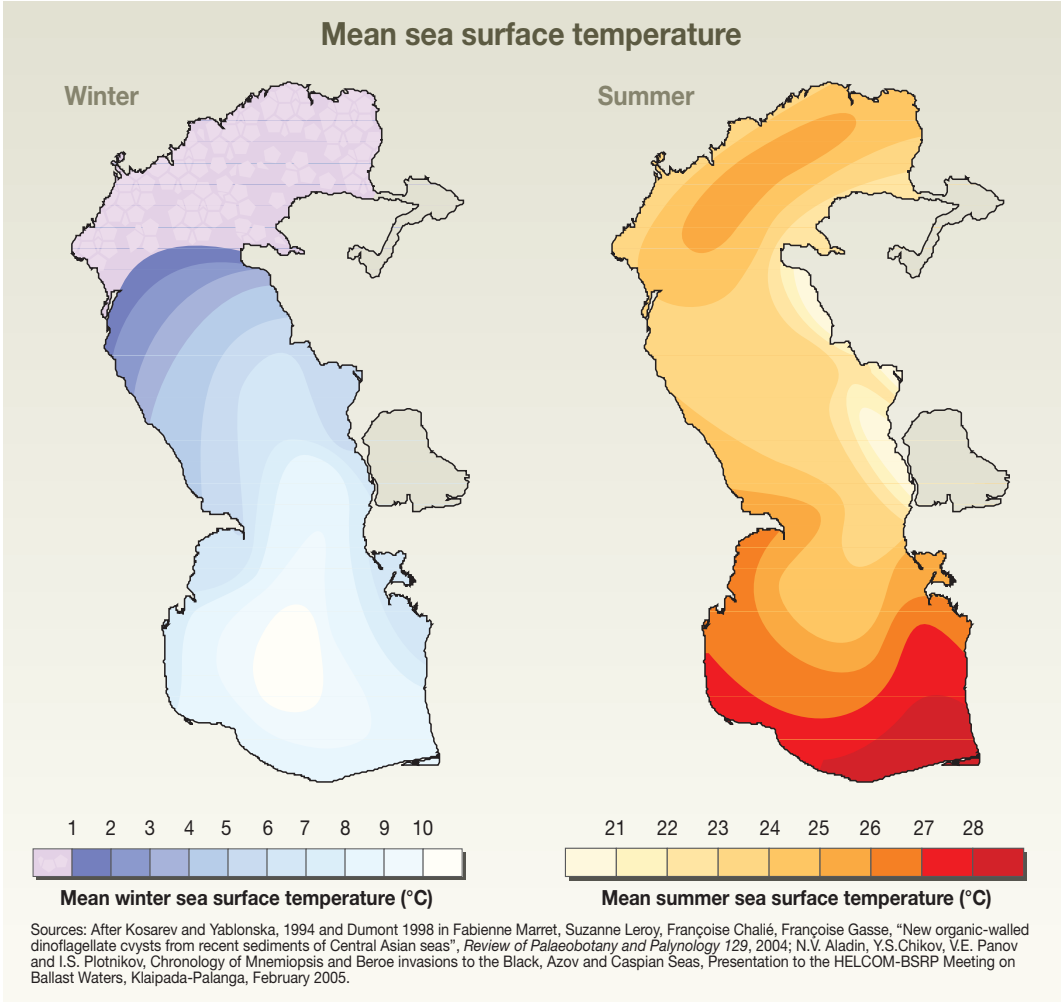 Mean sea surface temperature
Winter
Summer
1 2 3 4 5 6 7 8 9 10
Mean winter sea surface temperature (°C)
21 22 23 24 25 26 27 28
Mean summer sea surface temperature (°C)
Sources: After Kosarev and Yablonska, 1994 and Dumont 1998 in Fabienne Marret, Suzanne Leroy, Françoise Chalié, Françoise Gasse, “New organic-walled
dinoflagellate cvysts from recent sediments of Central Asian seas”, Review of Palaeobotany and Palynology 129, 2004; N.V. Aladin, Y.S.Chikov, V.E. Panov
and I.S. Plotnikov, Chronology of Mnemiopsis and Beroe invasions to the Black, Azov and Caspian Seas, Presentation to the HELCOM-BSRP Meeting on
Ballast Waters, Klaipada-Palanga, February 2005.